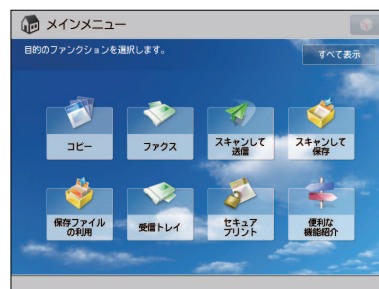 メインメニュー
目的のファンクションを選択します。
すべて表示
コピー
ファクス
スキャンして
送信
スキャンして
保存
保存ファイル
の利用
受信トレイ
セキュア
プリント
便利な
機能紹介